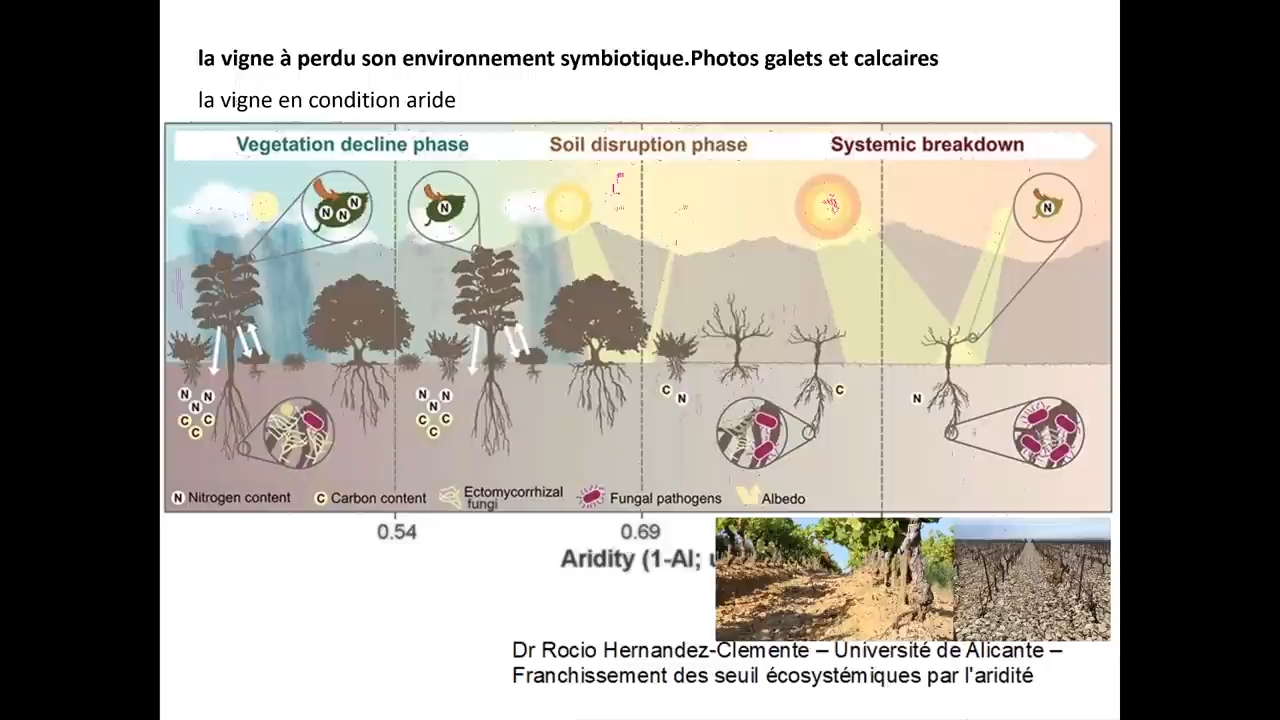 la vigne à perdu son environnement symbiotique.Photos galets et calcaires
la vigne en condition aride
Vegetation decline phase
Soil disruption phase
Systemic breakdown
N N N
N
N
N N N
C C C
N N N
C C C
C N
C
N
N Nitrogen content
C Carbon content
Ectomycorrhizal
fungi
Fungal pathogens
Albedo
0.54
0.69
Aridity (1-AI;
Dr Rocio Hernandez-Clemente – Université de Alicante –
Franchissement des seuil écosystémiques par l'aridité